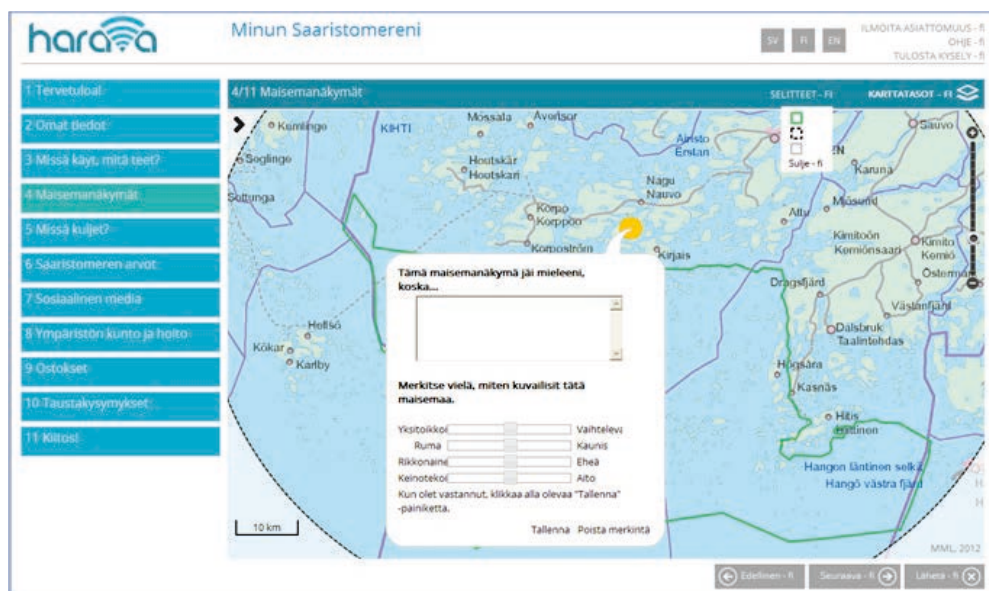 harava
Minun Saaristomereni
SV FI EN
ILMOITA ASIATTOMUUS - fi
OHJE - fi
TULOSTA KYSELY - fi
1 Tervetuloa!
2 Omat tiedot
3 Missä käyt, mitä teet?
4 Maisemanäkymät
5 Missä kuljet?
6 Saaristomeren arvot
7 Sosiaalinen media
8 Ympäristön kunto ja hoito
9 Ostokset
10 Taustakysymykset
11 Kiitos!
4/11 Maisemanäkymät
SELITTEET - FI
KARTTATASOT - FI
Sulje - fi
Kumlinge
KIHTI
Mossala
Avensor
Airisto
Erstan
Sauvo
Seglinge
Houtskär
Houtskari
Karuna
Sottunga
Nagu
Nauvo
Korpo
Korppoo
Attu
Mjösund
Kimitoön
Kemiönsaari
Kimito
Kemiö
Korpoström
Kirjais
Dragsfjärd
Västanfjärd
Hellsö
Kökar
Karlby
Dalsbruk
Taalintehdas
Högsåra
Kasnäs
Hitis
Hiittinen
Hangon läntinen selkä
Hangö västra fjärd
Tämä maisemanäkymä jäi mieleeni,
koska...
Merkitse vielä, miten kuvailisit tätä
maisemaa.
Yksitoikkoi Vaihteleva
Ruma Kaunis
Rikkonaine Eheä
Keinotekoi Aito
Kun olet vastannut, klikkaa alla olevaa "Tallenna"
-painiketta.
Tallenna Poista merkintä
10 km
MML, 2012
Edellinen - fi
Seuraava - fi
Lähetä - fi